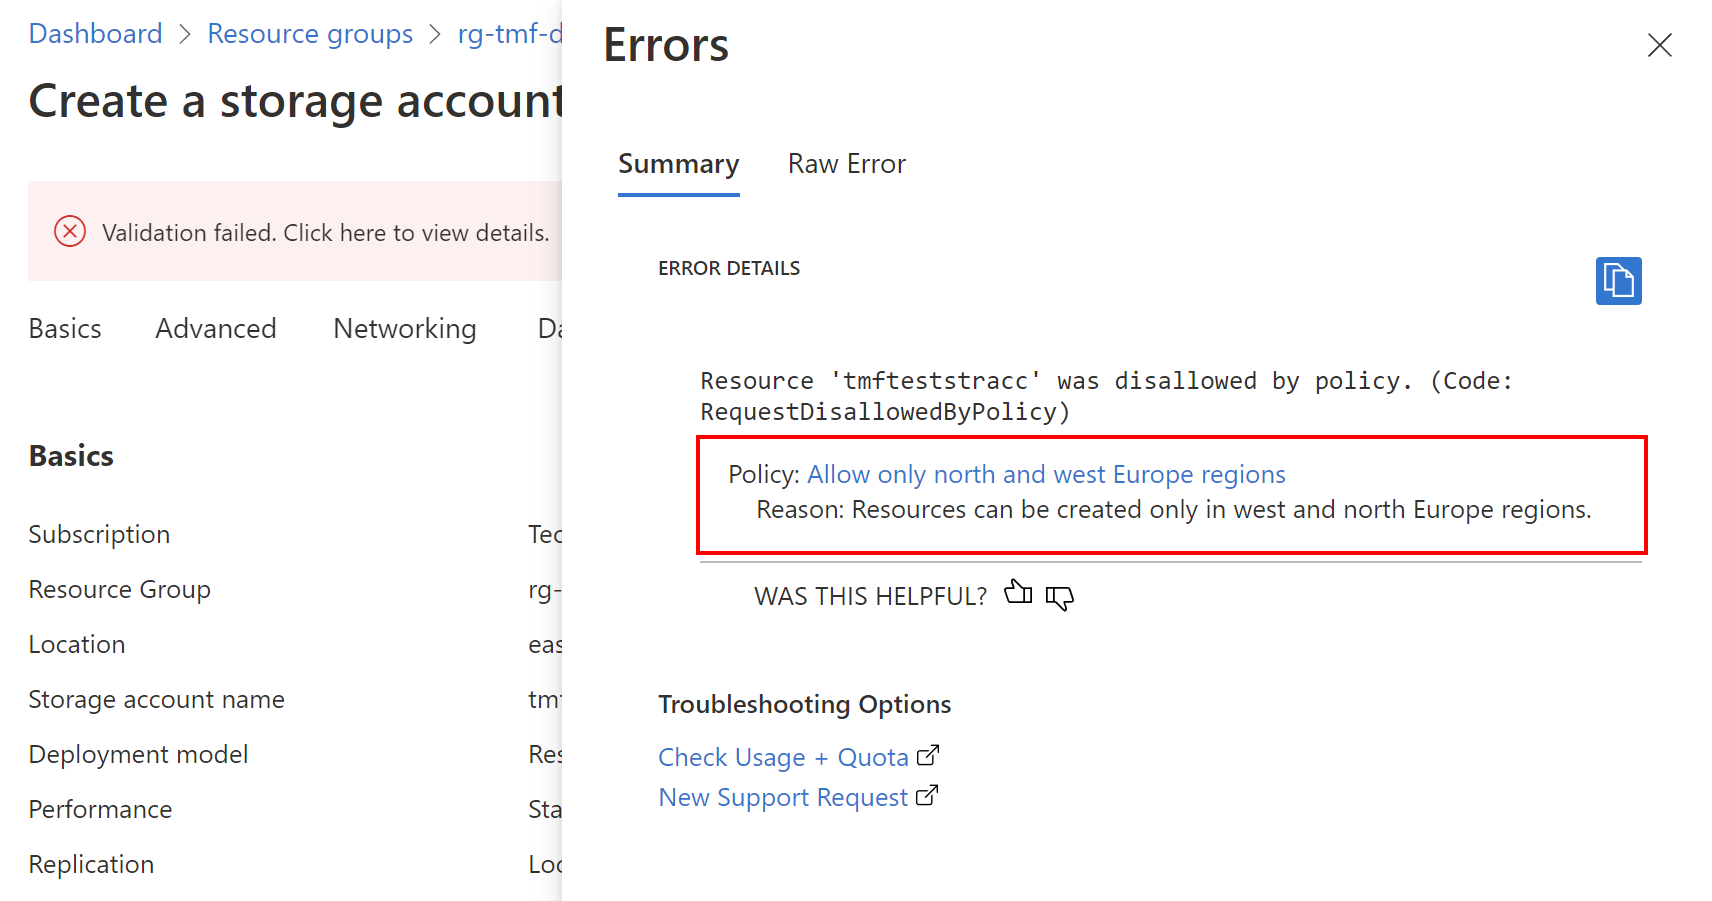 Dashboard > Resource groups > rg-tmf-d
Create a storage account
Validation failed. Click here to view details.
Basics Advanced Networking Da
Basics
Subscription Tec
Resource Group rg-
Location eas
Storage account name tmf
Deployment model Res
Performance Sta
Replication Loc
Errors
Summary Raw Error
ERROR DETAILS
Resource 'tmfteststracc' was disallowed by policy. (Code:
RequestDisallowedByPolicy)
Policy: Allow only north and west Europe regions
Reason: Resources can be created only in west and north Europe regions.
WAS THIS HELPFUL?
Troubleshooting Options
Check Usage + Quota
New Support Request